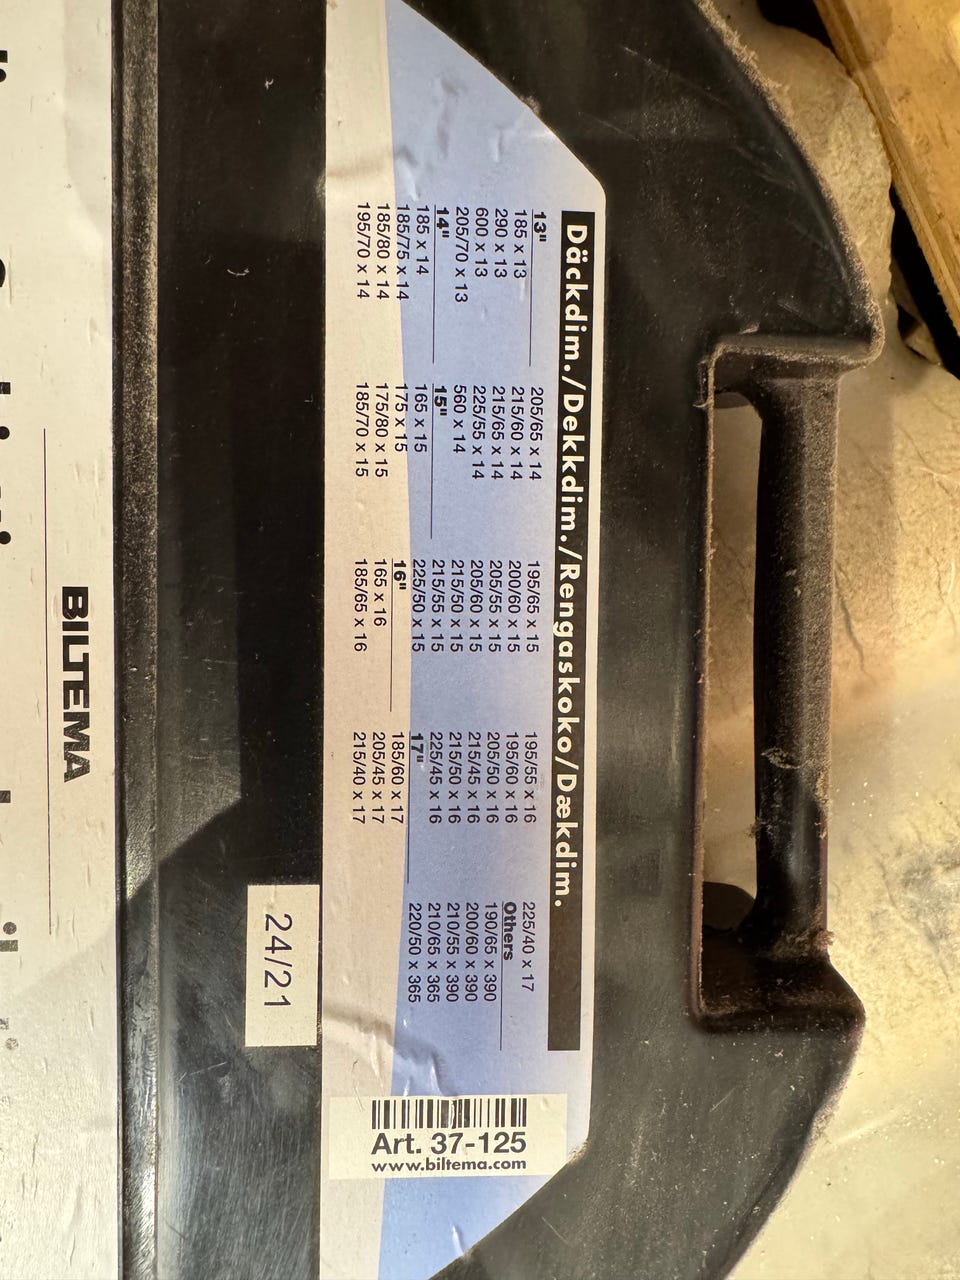 Däckdim./Dekkdim./Rengaskoko/Dækdim.
13"
185 x 13
290 x 13
600 x 13
205/70 x 13
14"
185 x 14
185/75 x 14
185/80 x 14
195/70 x 14
205/65 x 14
215/60 x 14
215/65 x 14
225/55 x 14
560 x 14
15"
165 x 15
175 x 15
175/80 x 15
185/70 x 15
195/65 x 15
200/60 x 15
205/55 x 15
205/60 x 15
215/50 x 15
215/55 x 15
225/50 x 15
16"
165 x 16
185/65 x 16
195/55 x 16
195/60 x 16
205/50 x 16
215/45 x 16
215/50 x 16
225/45 x 16
17"
185/60 x 17
205/45 x 17
215/40 x 17
225/40 x 17
Others
190/65 x 390
200/60 x 390
210/55 x 390
210/65 x 365
220/50 x 365
Art. 37-125
www.biltema.com
24/21
BILTEMA